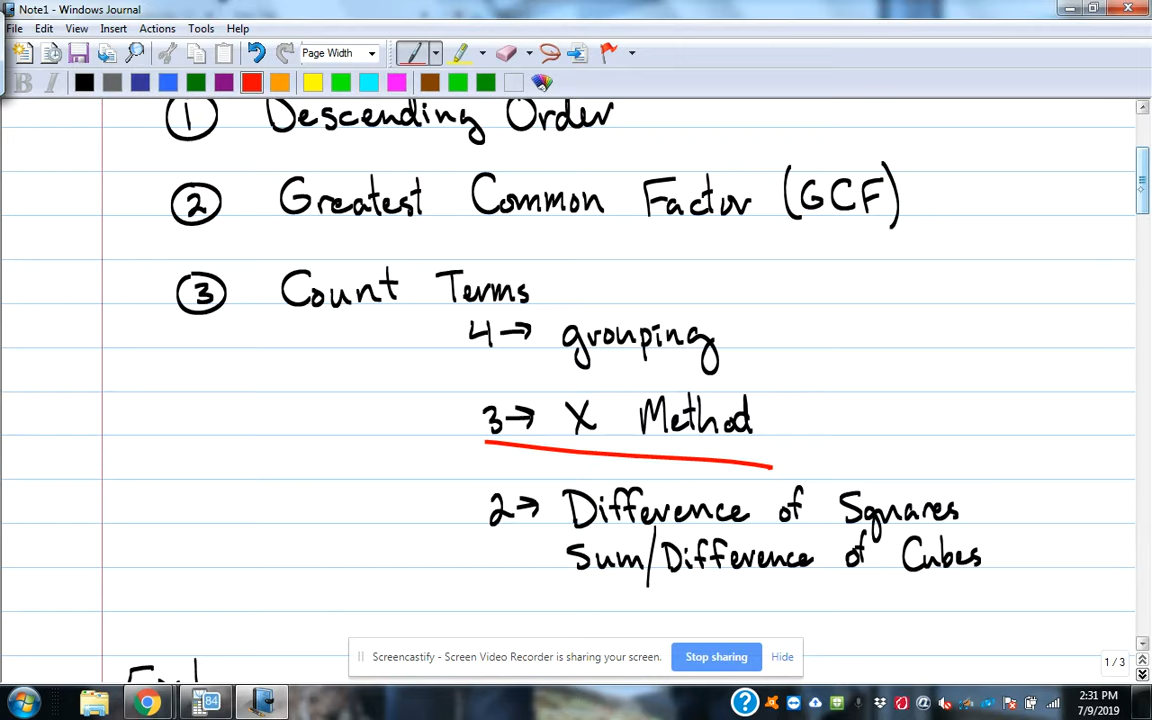 Note1 - Windows Journal
File Edit View Insert Actions Tools Help
Page Width
B I
① Descending Order
② Greatest Common Factor (GCF)
③ Count Terms
4→ grouping
3→ X Method
2→ Difference of Squares
Sum/Difference of Cubes
Screencastify - Screen Video Recorder is sharing your screen. Stop sharing Hide
1 / 3
84
2:31 PM
7/9/2019